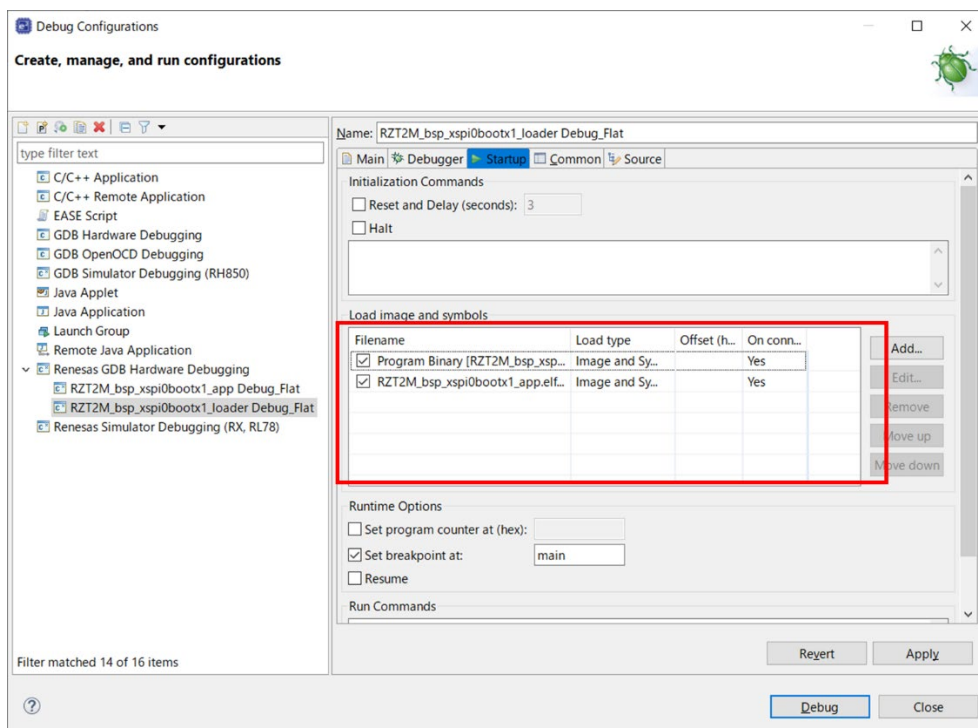 Debug Configurations
Create, manage, and run configurations
type filter text
C/C++ Application
C/C++ Remote Application
EASE Script
GDB Hardware Debugging
GDB OpenOCD Debugging
GDB Simulator Debugging (RH850)
Java Applet
Java Application
Launch Group
Remote Java Application
Renesas GDB Hardware Debugging
RZT2M_bsp_xspi0bootx1_app Debug_Flat
RZT2M_bsp_xspi0bootx1_loader Debug_Flat
Renesas Simulator Debugging (RX, RL78)
Filter matched 14 of 16 items
Name: RZT2M_bsp_xspi0bootx1_loader Debug_Flat
Main Debugger Startup Common Source
Initialization Commands
Reset and Delay (seconds): 3
Halt
Load image and symbols
Filename Load type Offset (h... On conn...
Program Binary [RZT2M_bsp_xsp... Image and Sy... Yes
RZT2M_bsp_xspi0bootx1_app.elf... Image and Sy... Yes
Add...
Edit...
Remove
Move up
Move down
Runtime Options
Set program counter at (hex):
Set breakpoint at: main
Resume
Run Commands
Revert Apply
? Debug Close